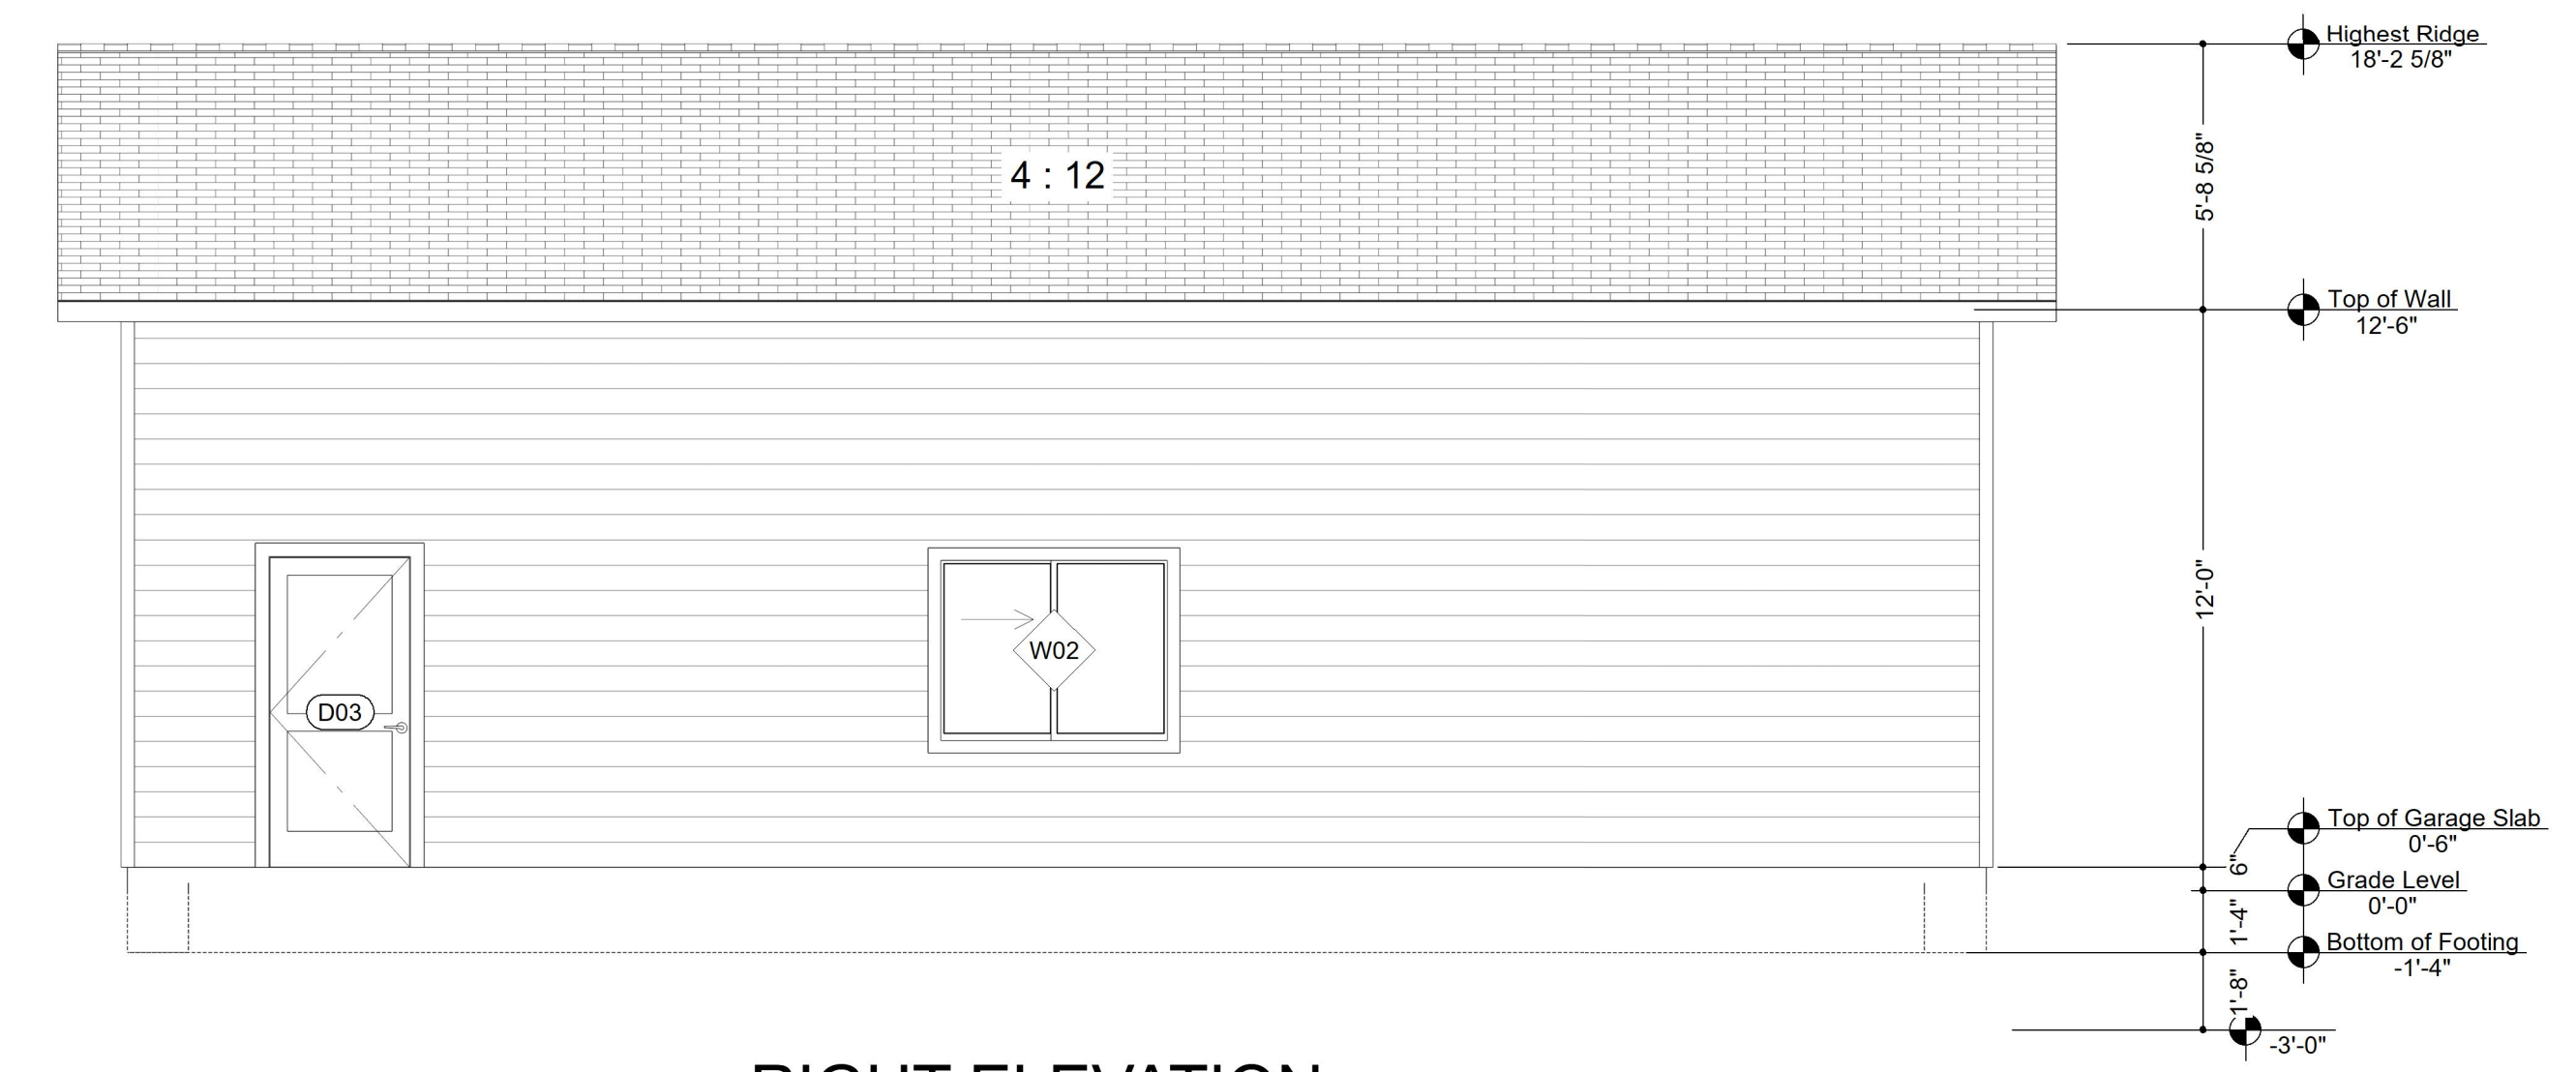 Highest Ridge
18'-2 5/8"
5'-8 5/8"
4 : 12
Top of Wall
12'-6"
12'-0"
W02
D03
Top of Garage Slab
0'-6"
6"
Grade Level
0'-0"
1'-4"
Bottom of Footing
-1'-4"
1'-8"
-3'-0"
RIGHT ELEVATION